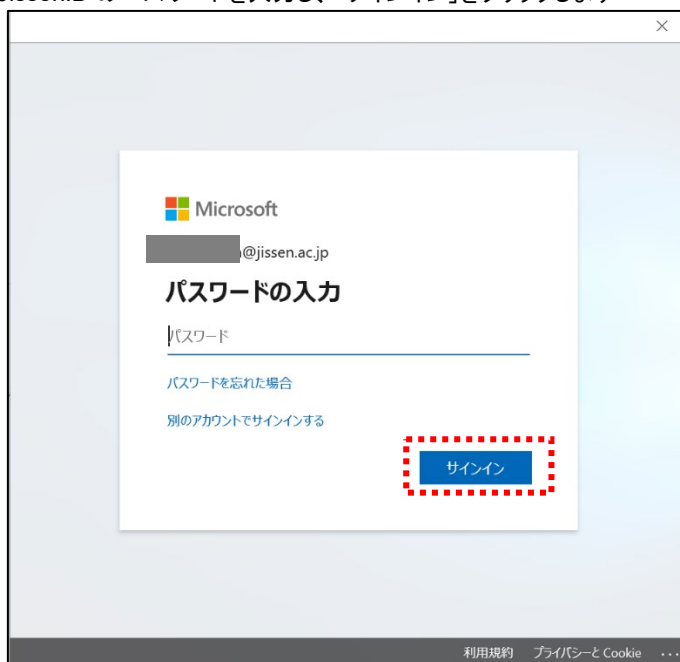 Microsoft
@jissen.ac.jp
パスワードの入力
パスワード
パスワードを忘れた場合
別のアカウントでサインインする
サインイン
利用規約 プライバシーと Cookie ...